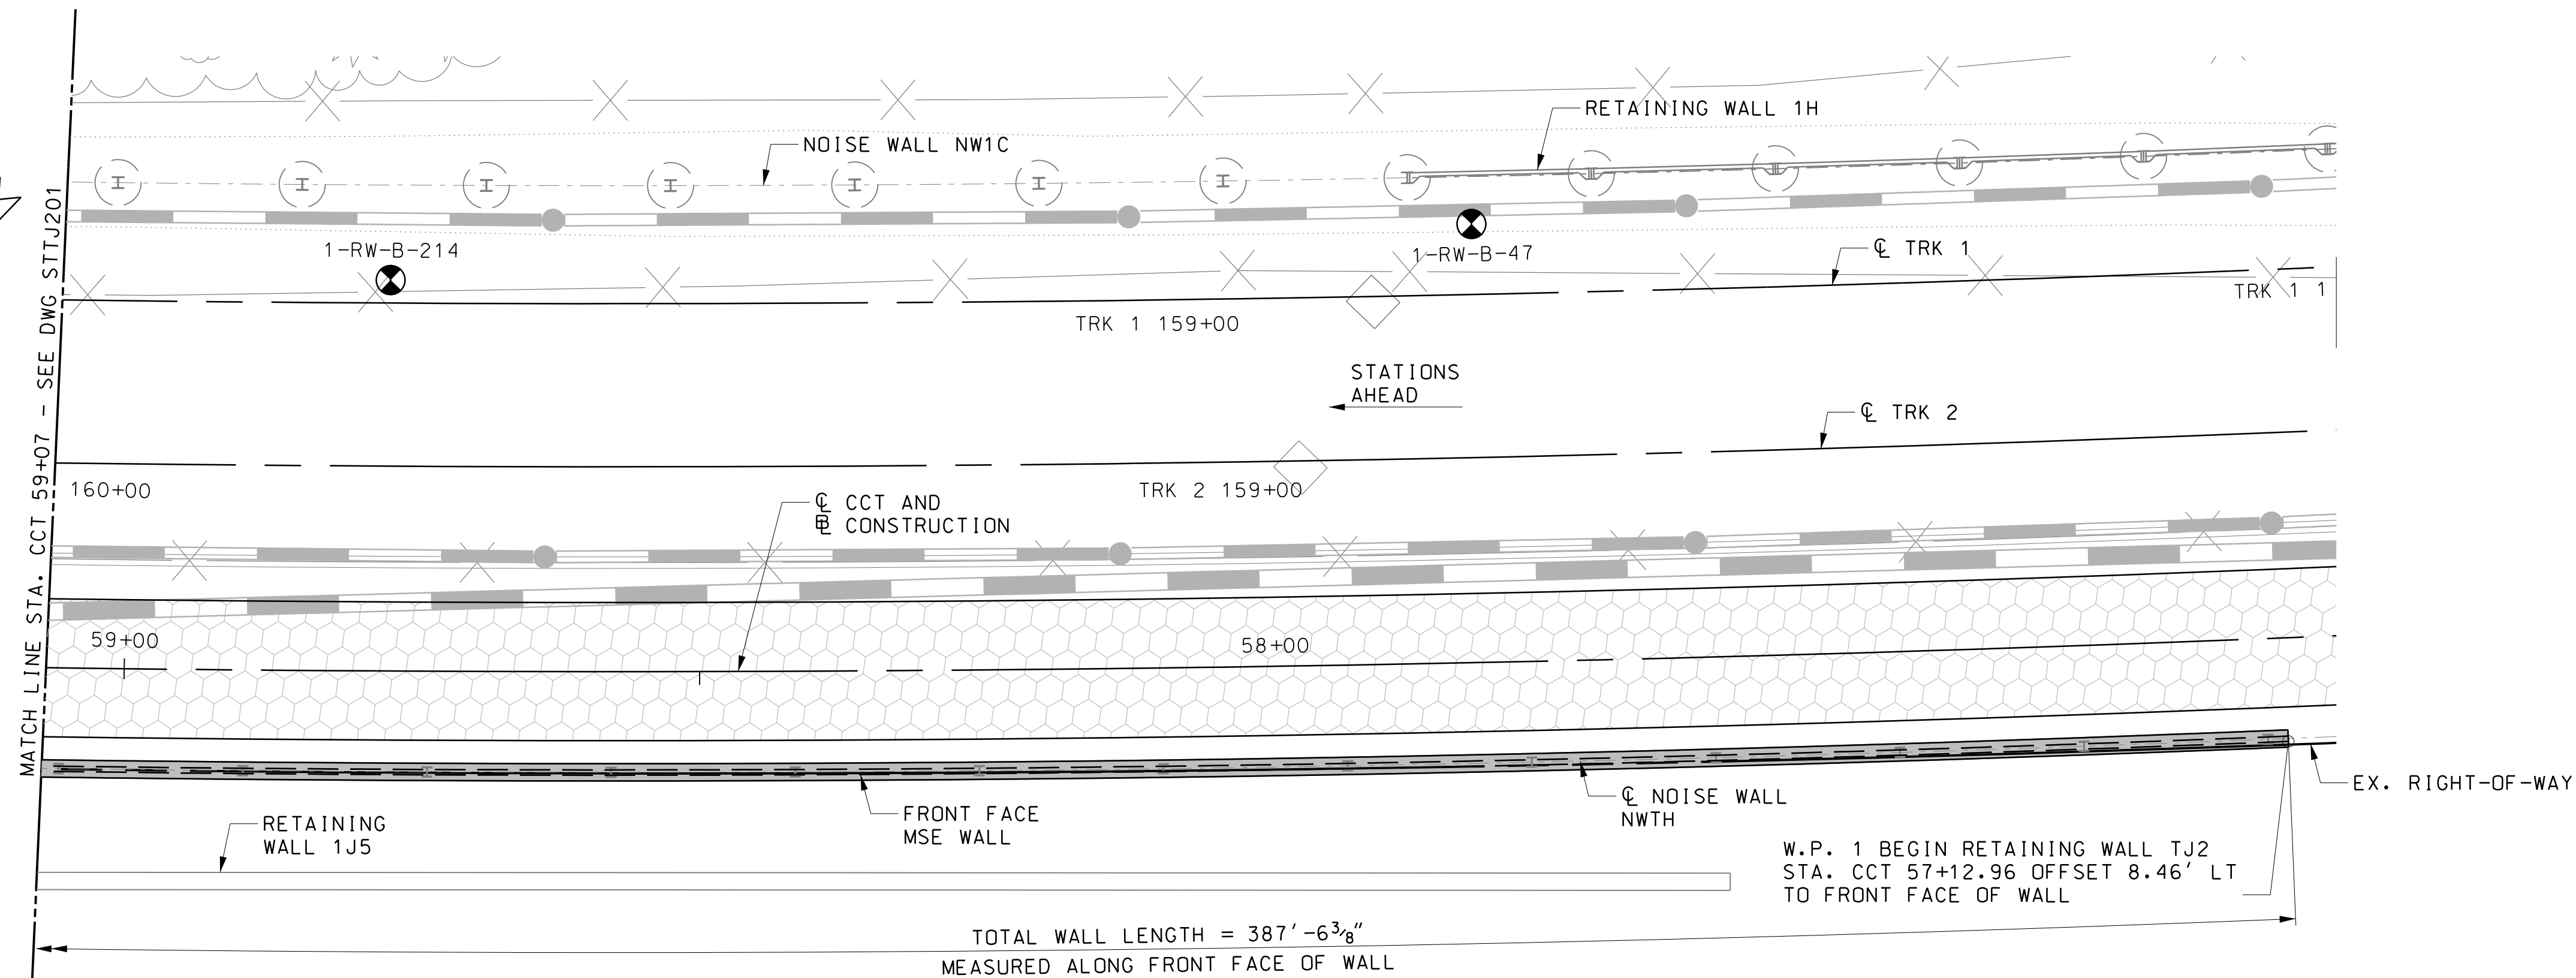 RETAINING WALL 1H
NOISE WALL NW1C
1-RW-B-214
1-RW-B-47
℄ TRK 1
TRK 1 1
TRK 1 159+00
STATIONS
AHEAD
℄ TRK 2
160+00
TRK 2 159+00
℄ CCT AND
BL CONSTRUCTION
59+00
58+00
MATCH LINE STA. CCT 59+07 - SEE DWG STTJ201
EX. RIGHT-OF-WAY
℄ NOISE WALL
NWTH
FRONT FACE
MSE WALL
RETAINING
WALL 1J5
W.P. 1 BEGIN RETAINING WALL TJ2
STA. CCT 57+12.96 OFFSET 8.46' LT
TO FRONT FACE OF WALL
TOTAL WALL LENGTH = 387'-6⅜"
MEASURED ALONG FRONT FACE OF WALL